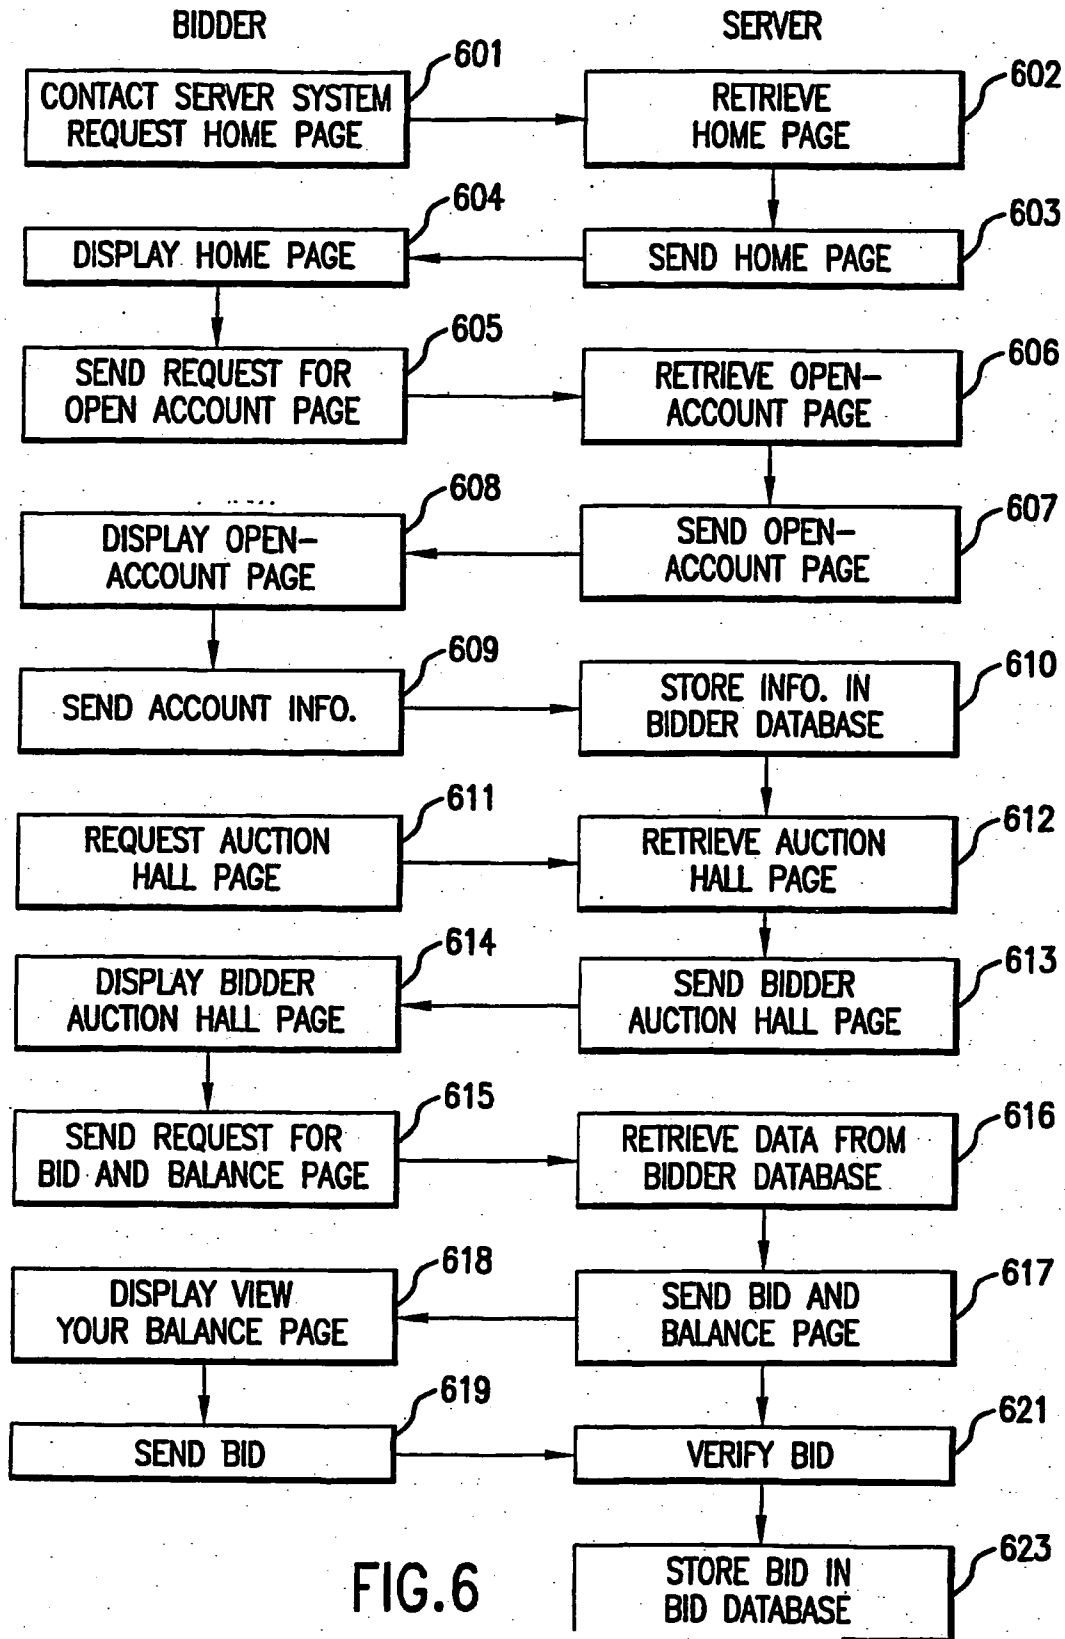 BIDDER
SERVER
601
CONTACT SERVER SYSTEM
REQUEST HOME PAGE
602
RETRIEVE
HOME PAGE
603
SEND HOME PAGE
604
DISPLAY HOME PAGE
605
SEND REQUEST FOR
OPEN ACCOUNT PAGE
606
RETRIEVE OPEN-
ACCOUNT PAGE
607
SEND OPEN-
ACCOUNT PAGE
608
DISPLAY OPEN-
ACCOUNT PAGE
609
SEND ACCOUNT INFO.
610
STORE INFO. IN
BIDDER DATABASE
611
REQUEST AUCTION
HALL PAGE
612
RETRIEVE AUCTION
HALL PAGE
613
SEND BIDDER
AUCTION HALL PAGE
614
DISPLAY BIDDER
AUCTION HALL PAGE
615
SEND REQUEST FOR
BID AND BALANCE PAGE
616
RETRIEVE DATA FROM
BIDDER DATABASE
617
SEND BID AND
BALANCE PAGE
618
DISPLAY VIEW
YOUR BALANCE PAGE
619
SEND BID
621
VERIFY BID
623
STORE BID IN
BID DATABASE
FIG.6